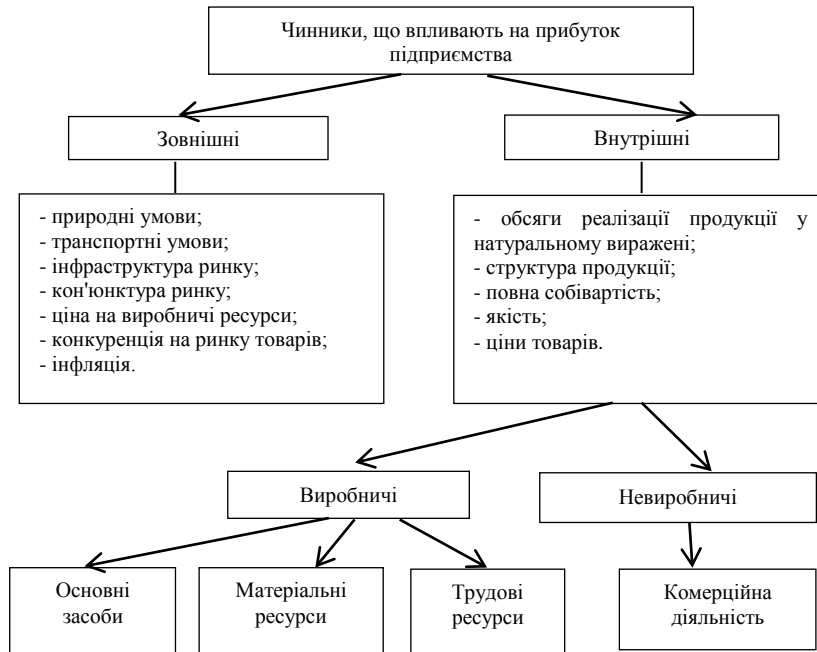 Чинники, що впливають на прибуток
підприємства
Зовнішні
Внутрішні
- природні умови;
- транспортні умови;
- інфраструктура ринку;
- кон'юнктура ринку;
- ціна на виробничі ресурси;
- конкуренція на ринку товарів;
- інфляція.
- обсяги реалізації продукції у
натуральному виражені;
- структура продукції;
- повна собівартість;
- якість;
- ціни товарів.
Виробничі
Невиробничі
Основні
засоби
Матеріальні
ресурси
Трудові
ресурси
Комерційна
діяльність